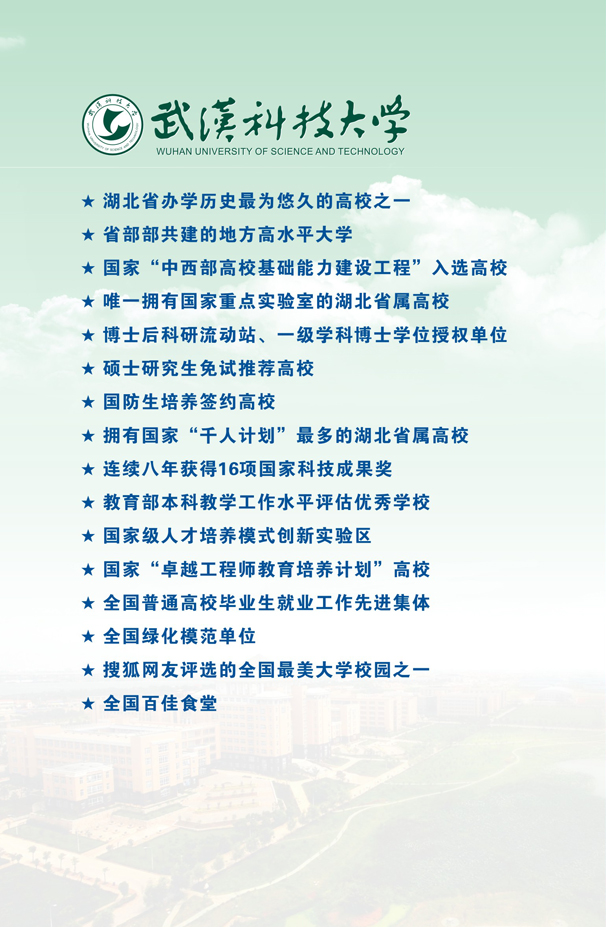 武漢科技大学
WUHAN UNIVERSITY OF SCIENCE AND TECHNOLOGY
★ 湖北省办学历史最为悠久的高校之一
★ 省部部共建的地方高水平大学
★ 国家“中西部高校基础能力建设工程”入选高校
★ 唯一拥有国家重点实验室的湖北省属高校
★ 博士后科研流动站、一级学科博士学位授权单位
★ 硕士研究生免试推荐高校
★ 国防生培养签约高校
★ 拥有国家“千人计划”最多的湖北省属高校
★ 连续八年获得16项国家科技成果奖
★ 教育部本科教学工作水平评估优秀学校
★ 国家级人才培养模式创新实验区
★ 国家“卓越工程师教育培养计划”高校
★ 全国普通高校毕业生就业工作先进集体
★ 全国绿化模范单位
★ 搜狐网友评选的全国最美大学校园之一
★ 全国百佳食堂